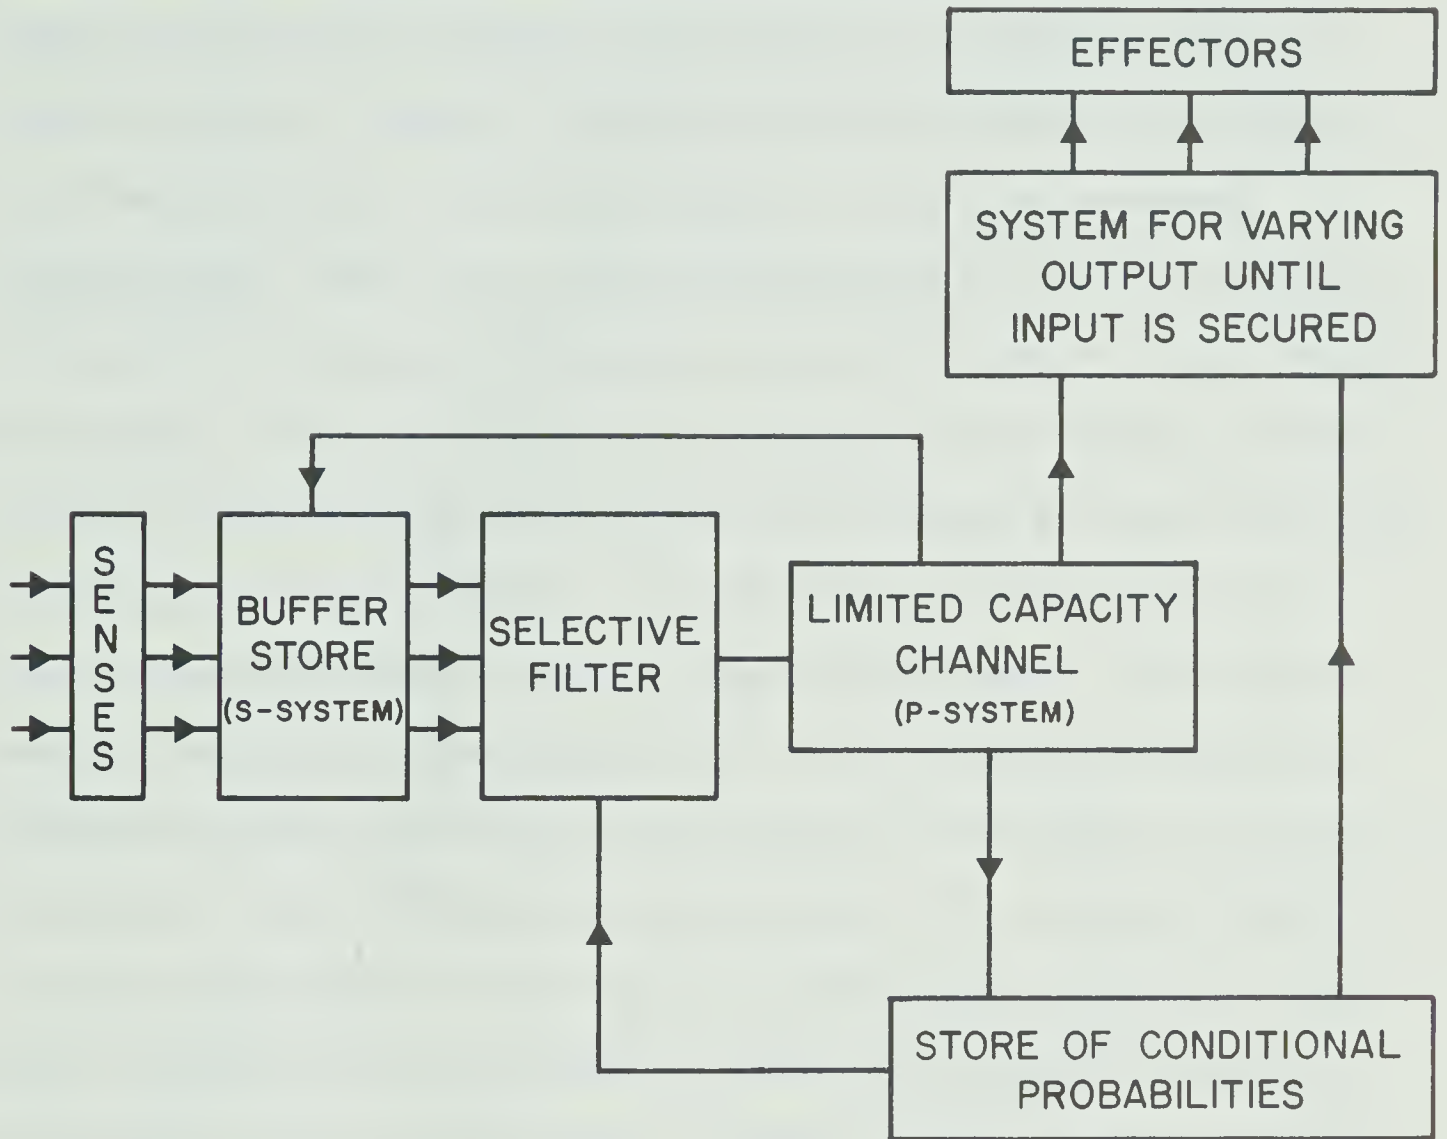 EFFECTORS
SYSTEM FOR VARYING
OUTPUT UNTIL
INPUT IS SECURED
SENSES
BUFFER
STORE
(S-SYSTEM)
SELECTIVE
FILTER
LIMITED CAPACITY
CHANNEL
(P-SYSTEM)
STORE OF CONDITIONAL
PROBABILITIES